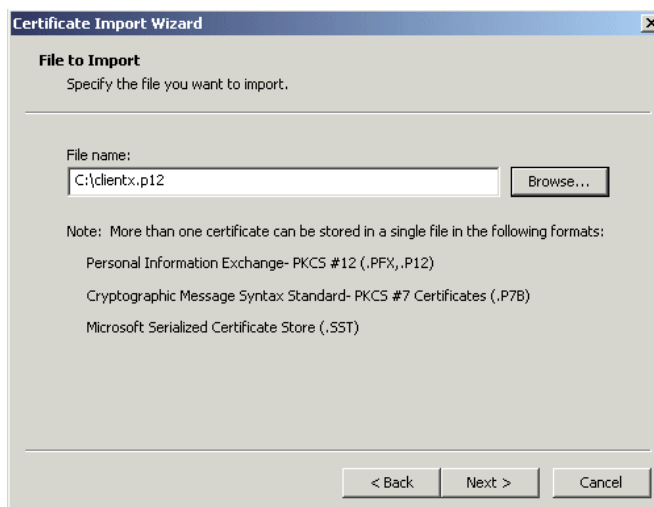 Certificate Import Wizard
File to Import
Specify the file you want to import.
File name:
C:\clientx.p12
Browse...
Note:  More than one certificate can be stored in a single file in the following formats:
Personal Information Exchange- PKCS #12 (.PFX,.P12)
Cryptographic Message Syntax Standard- PKCS #7 Certificates (.P7B)
Microsoft Serialized Certificate Store (.SST)
< Back Next > Cancel